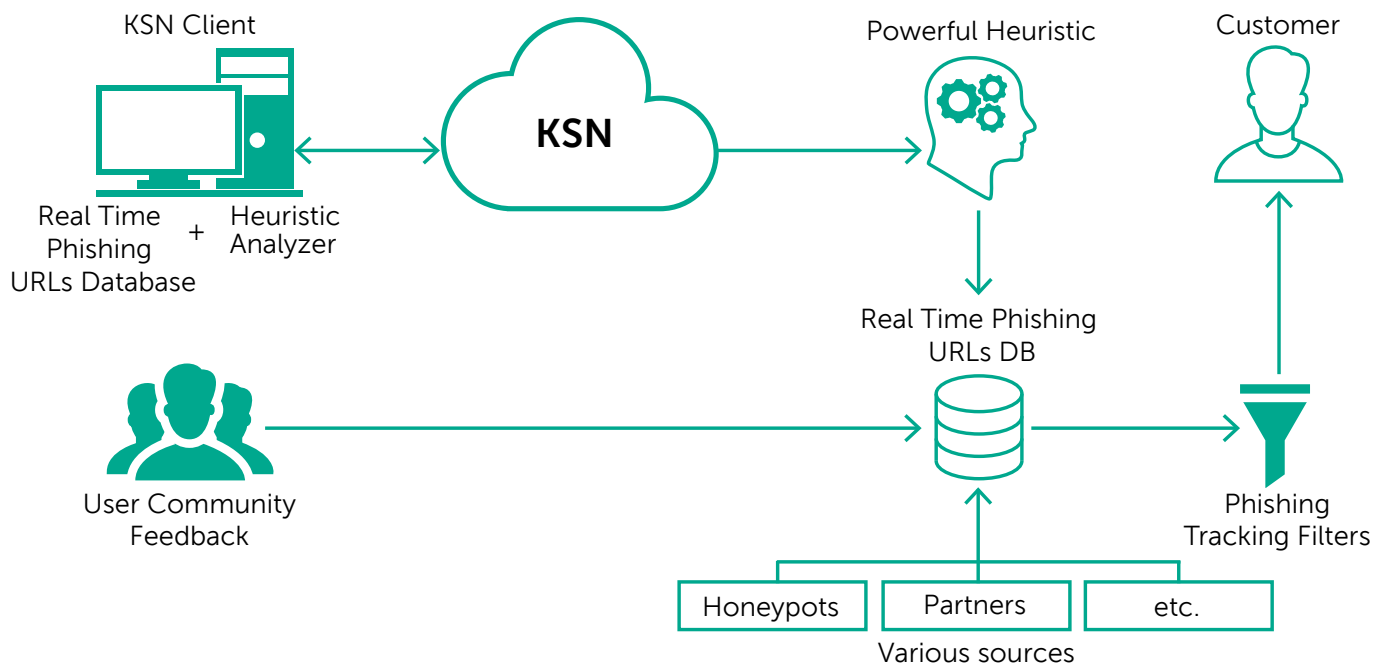 KSN Client
Powerful Heuristic
Customer
KSN
Real Time
Phishing
URLs Database
+
Heuristic
Analyzer
Real Time Phishing
URLs DB
User Community
Feedback
Phishing
Tracking Filters
Honeypots
Partners
etc.
Various sources